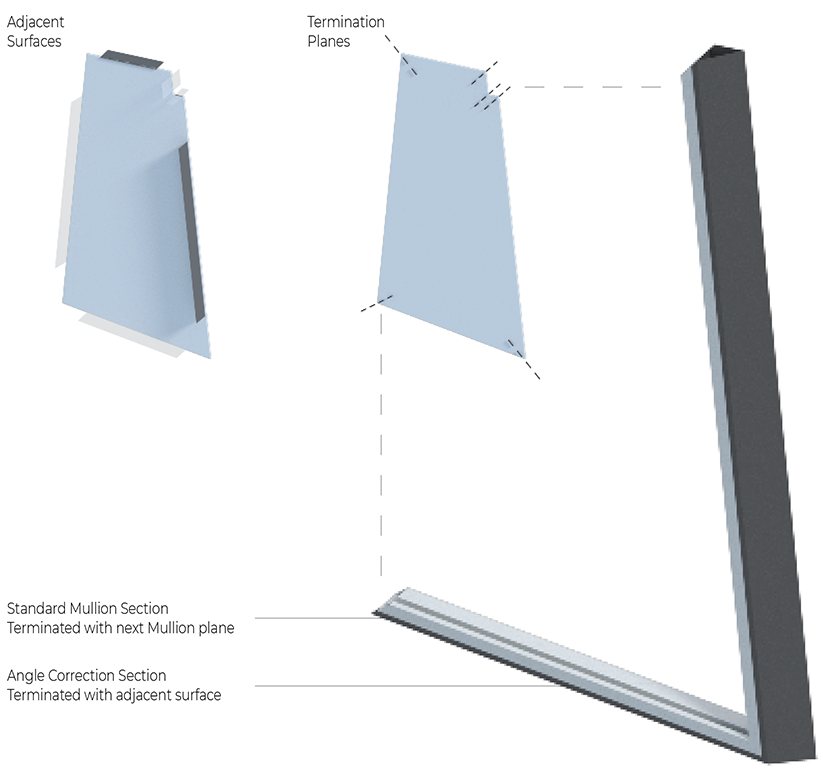 Adjacent
Surfaces
Termination
Planes
Standard Mullion Section
Terminated with next Mullion plane
Angle Correction Section
Terminated with adjacent surface